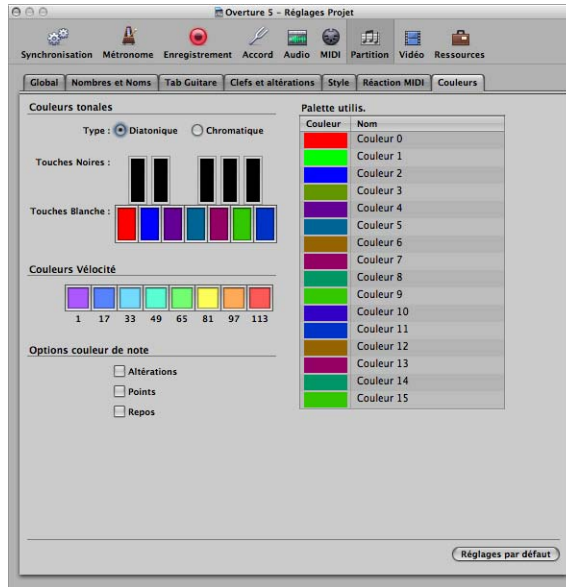 Overture 5 – Réglages Projet
Synchronisation Métronome Enregistrement Accord Audio MIDI Partition Vidéo Ressources
Global Nombres et Noms Tab Guitare Clefs et altérations Style Réaction MIDI Couleurs
Couleurs tonales
Type : Diatonique Chromatique
Touches Noires :
Touches Blanche :
Couleurs Vélocité
1 17 33 49 65 81 97 113
Options couleur de note
Altérations
Points
Repos
Palette utilis.
Couleur Nom
Couleur 0
Couleur 1
Couleur 2
Couleur 3
Couleur 4
Couleur 5
Couleur 6
Couleur 7
Couleur 8
Couleur 9
Couleur 10
Couleur 11
Couleur 12
Couleur 13
Couleur 14
Couleur 15
Réglages par défaut